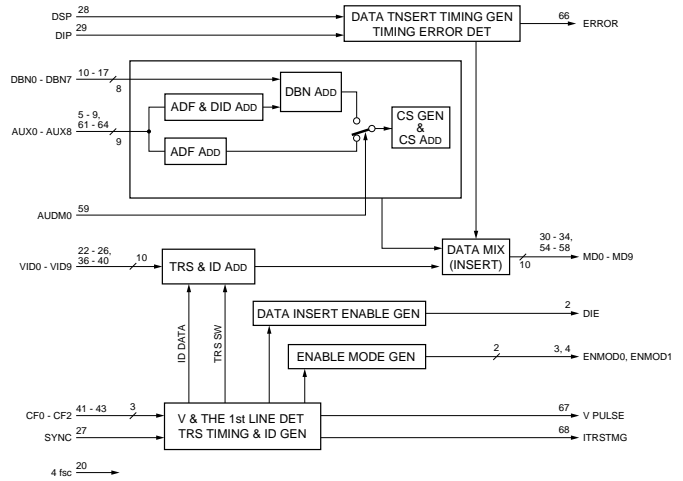 DSP 28
DIP 29
DATA TNSERT TIMING GEN
TIMING ERROR DET
66 ERROR
DBN0 - DBN7 10 - 17
8
DBN ADD
5 - 9,
AUX0 - AUX8 61 - 64
9
ADF & DID ADD
ADF ADD
CS GEN
&
CS ADD
AUDM0 59
22 - 26,
VID0 - VID9 36 - 40
10
TRS & ID ADD
DATA MIX
(INSERT)
30 - 34,
54 - 58
10
MD0 - MD9
ID DATA
TRS SW
DATA INSERT ENABLE GEN
2
DIE
ENABLE MODE GEN
2
3, 4
ENMOD0, ENMOD1
CF0 - CF2 41 - 43
3
SYNC 27
V & THE 1st LINE DET
TRS TIMING & ID GEN
67 V PULSE
68 ITRSTMG
4 fsc 20